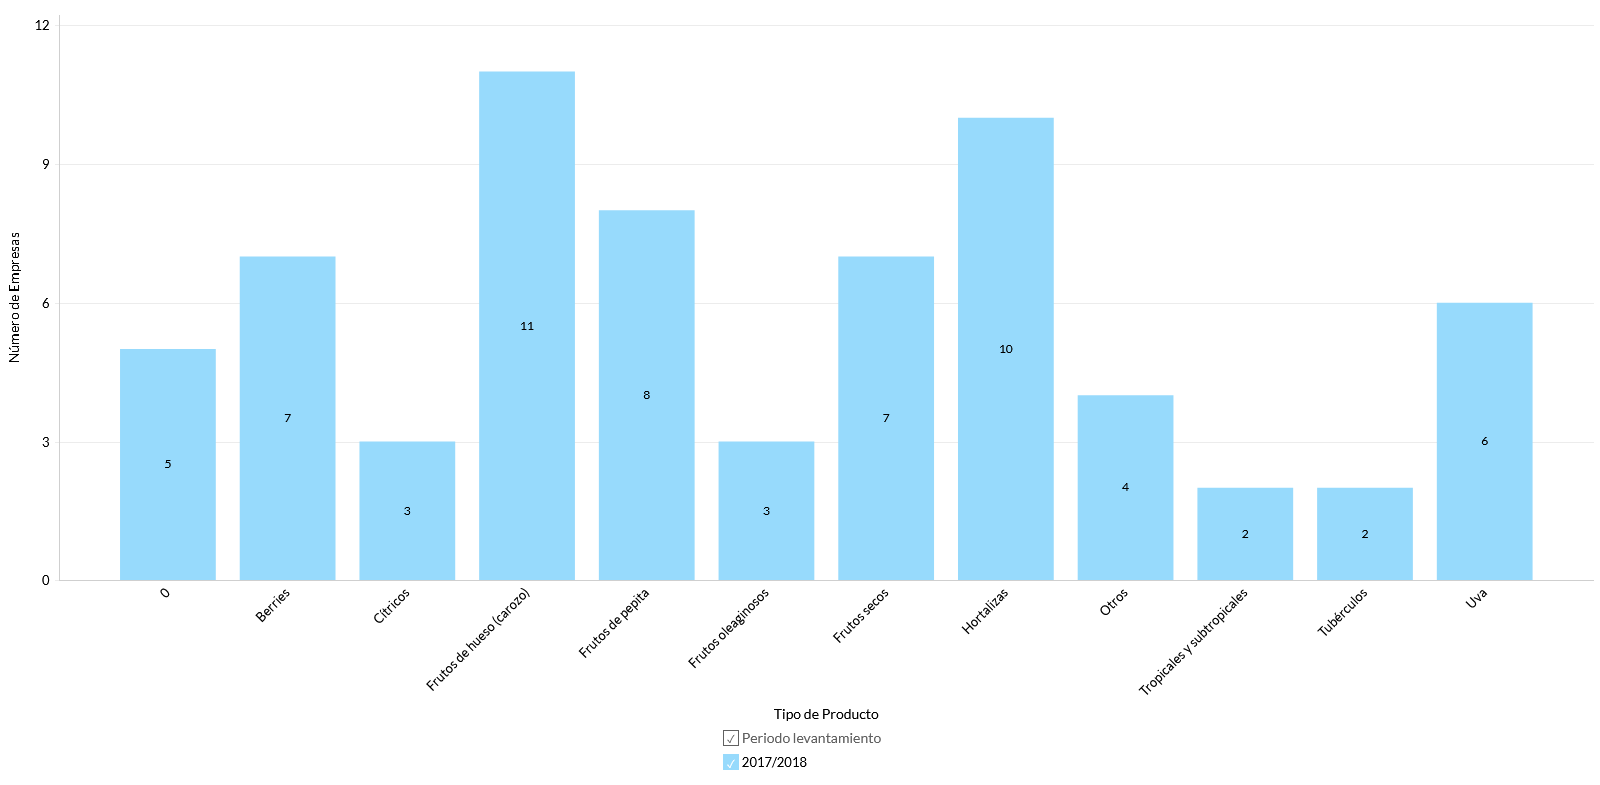 12
9
6
3
0
Número de Empresas
5
7
3
11
8
3
7
10
4
2
2
6
0
Berries
Cítricos
Frutos de hueso (carozo)
Frutos de pepita
Frutos oleaginosos
Frutos secos
Hortalizas
Otros
Tropicales y subtropicales
Tubérculos
Uva
Tipo de Producto
Periodo levantamiento
2017/2018